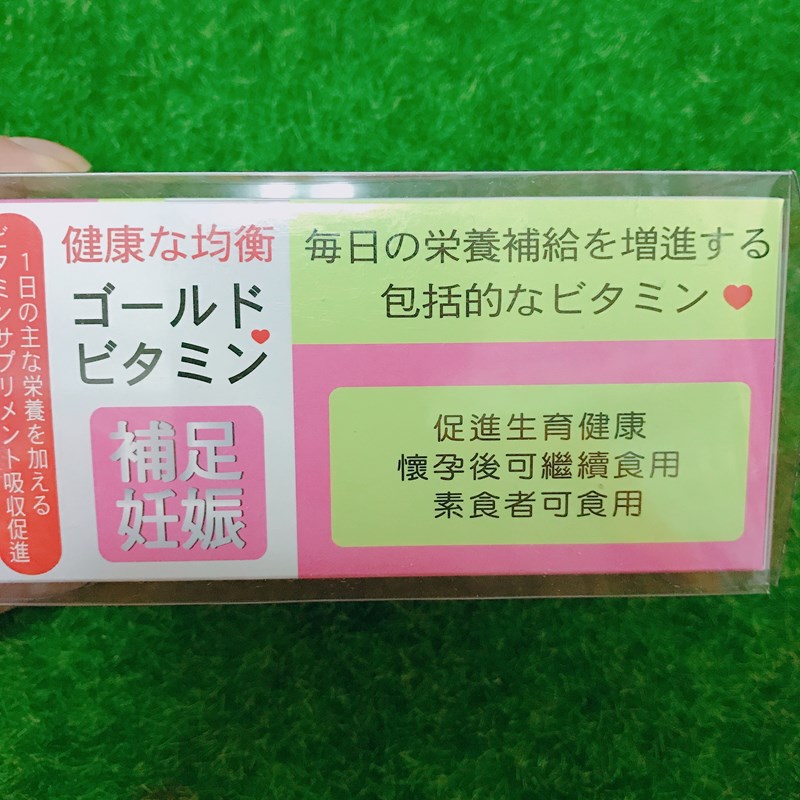 1日の主な栄養を加える
ビタミンサプリメント吸収促進
健康な均衡
ゴールド
ビタミン
補足
妊娠
毎日の栄養補給を増進する
包括的なビタミン
促進生育健康
懷孕後可繼續食用
素食者可食用